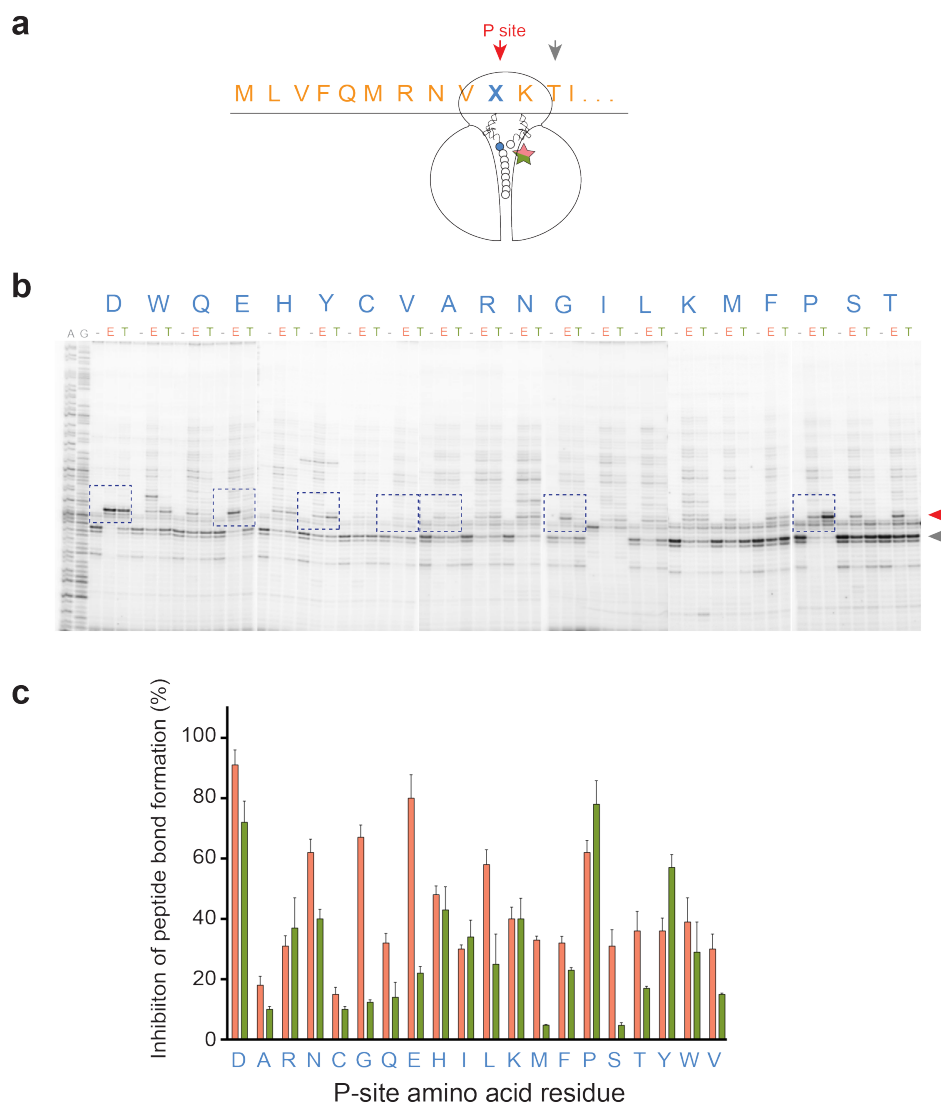 a
P site
M L V F Q M R N V X K T I . . .
b
D W Q E H Y C V A R N G I L K M F P S T
A G - E T - E T - E T - E T - E T - E T - E T - E T - E T - E T - E T - E T - E T - E T - E T - E T - E T - E T - E T - E T
c
Inhibiiton of peptide bond formation (%)
100
80
60
40
20
0
D A R N C G Q E H I L K M F P S T Y W V
P-site amino acid residue